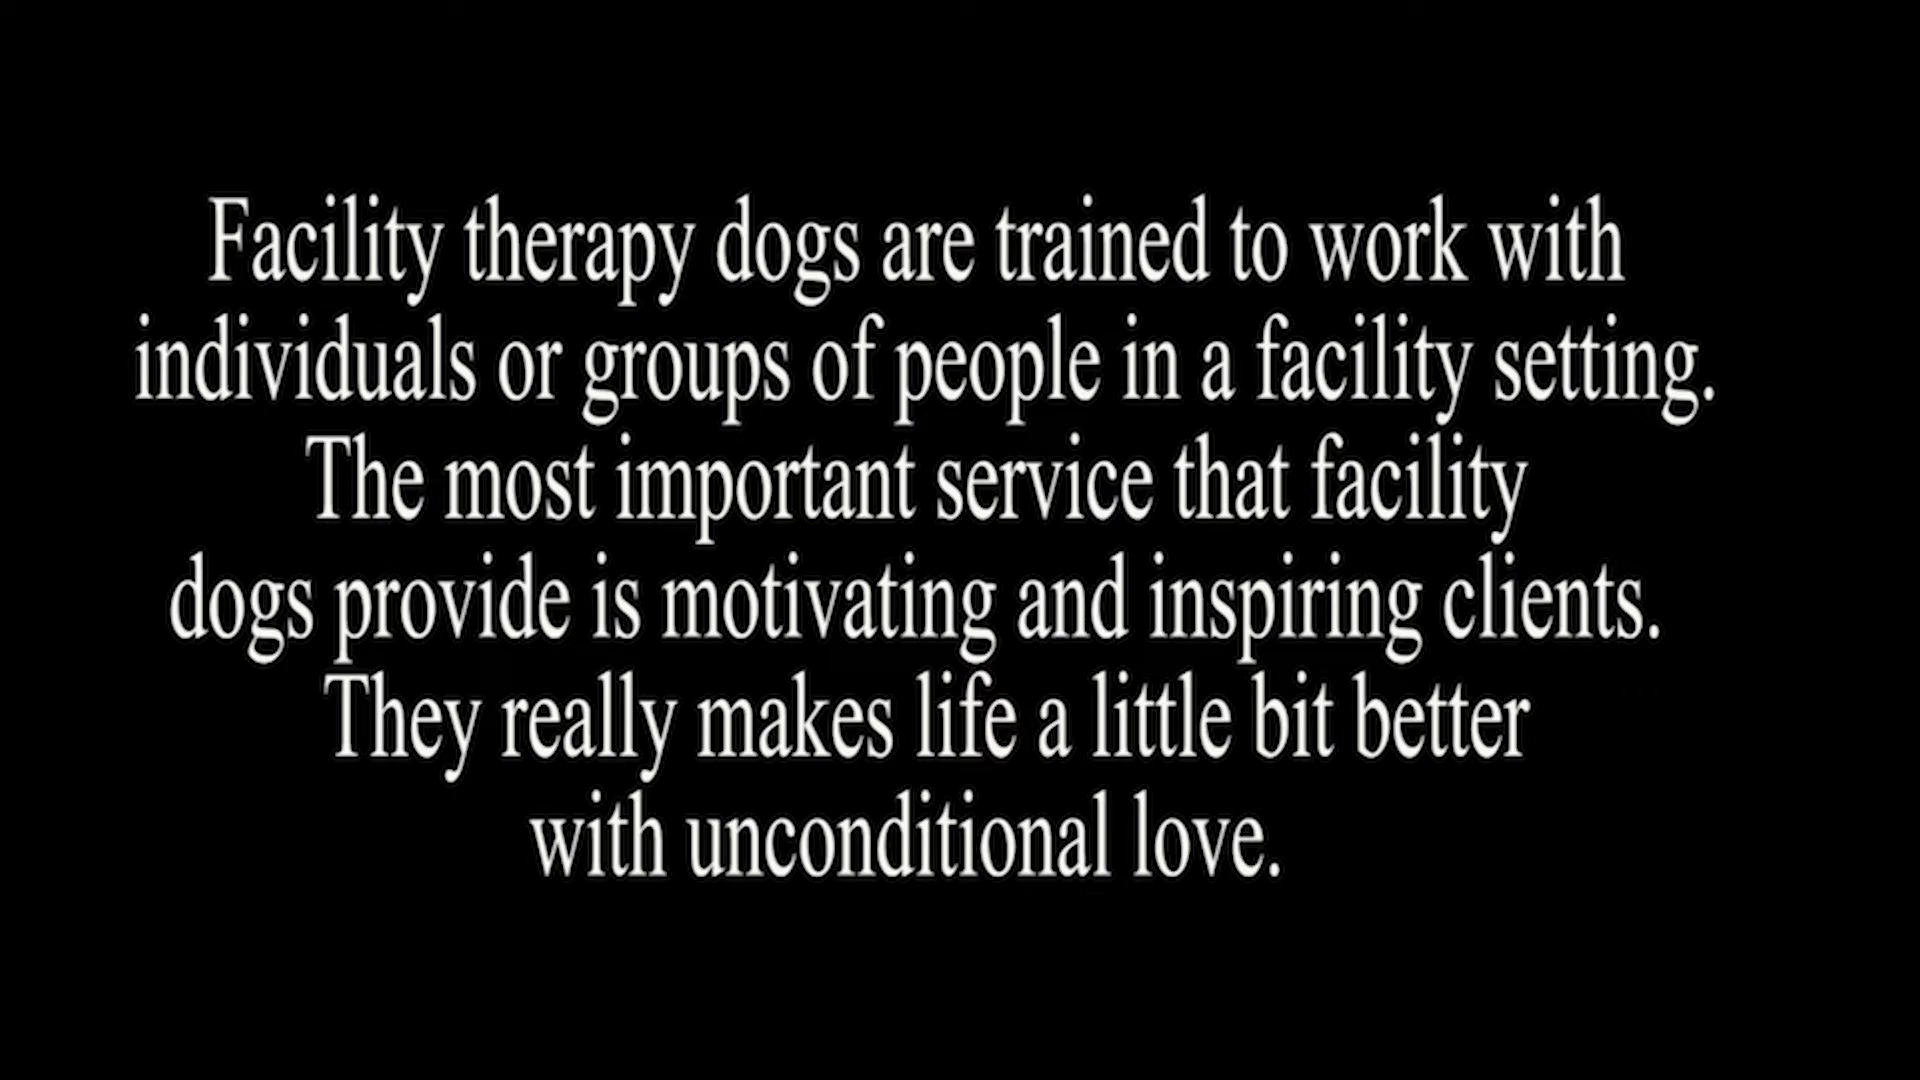 Facility therapy dogs are trained to work with
individuals or groups of people in a facility setting.
The most important service that facility
dogs provide is motivating and inspiring clients.
They really makes life a little bit better
with unconditional love.